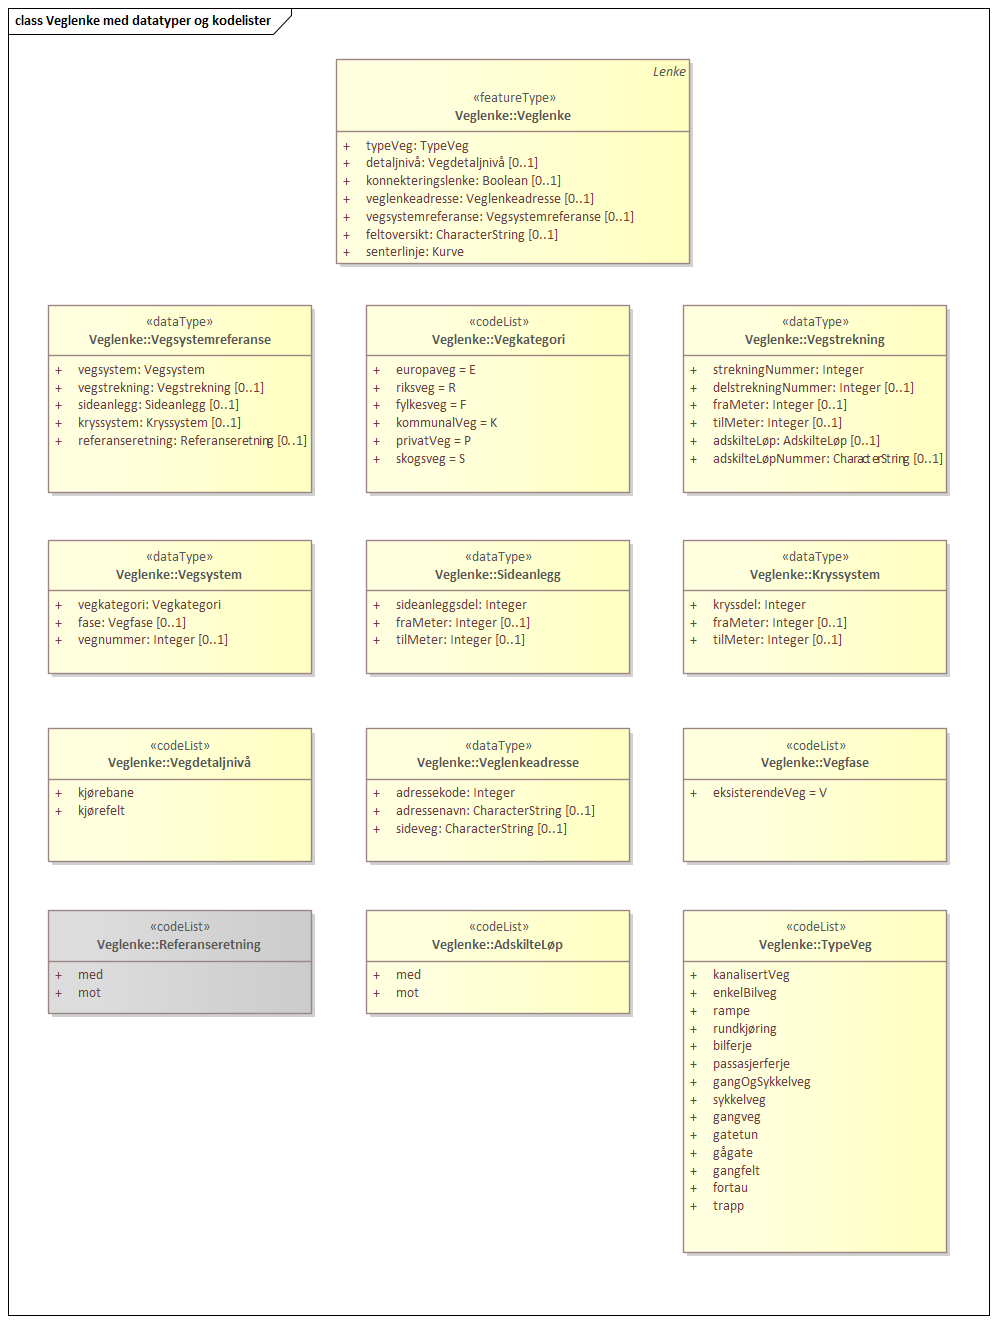 class Veglenke med datatyper og kodelister
Lenke
«featureType»
Veglenke::Veglenke
+ typeVeg: TypeVeg
+ detaljnivå: Vegdetaljnivå [0..1]
+ konnekteringslenke: Boolean [0..1]
+ veglenkeadresse: Veglenkeadresse [0..1]
+ vegsystemreferanse: Vegsystemreferanse [0..1]
+ feltoversikt: CharacterString [0..1]
+ senterlinje: Kurve
«dataType»
Veglenke::Vegsystemreferanse
+ vegsystem: Vegsystem
+ vegstrekning: Vegstrekning [0..1]
+ sideanlegg: Sideanlegg [0..1]
+ kryssystem: Kryssystem [0..1]
+ referanseretning: Referanseretning [0..1]
«codeList»
Veglenke::Vegkategori
+ europaveg = E
+ riksveg = R
+ fylkesveg = F
+ kommunalVeg = K
+ privatVeg = P
+ skogsveg = S
«dataType»
Veglenke::Vegstrekning
+ strekningNummer: Integer
+ delstrekningNummer: Integer [0..1]
+ fraMeter: Integer [0..1]
+ tilMeter: Integer [0..1]
+ adskilteLøp: AdskilteLøp [0..1]
+ adskilteLøpNummer: CharacterString [0..1]
«dataType»
Veglenke::Vegsystem
+ vegkategori: Vegkategori
+ fase: Vegfase [0..1]
+ vegnummer: Integer [0..1]
«dataType»
Veglenke::Sideanlegg
+ sideanleggsdel: Integer
+ fraMeter: Integer [0..1]
+ tilMeter: Integer [0..1]
«dataType»
Veglenke::Kryssystem
+ kryssdel: Integer
+ fraMeter: Integer [0..1]
+ tilMeter: Integer [0..1]
«codeList»
Veglenke::Vegdetaljnivå
+ kjørebane
+ kjørefelt
«dataType»
Veglenke::Veglenkeadresse
+ adressekode: Integer
+ adressenavn: CharacterString [0..1]
+ sideveg: CharacterString [0..1]
«codeList»
Veglenke::Vegfase
+ eksisterendeVeg = V
«codeList»
Veglenke::Referanseretning
+ med
+ mot
«codeList»
Veglenke::AdskilteLøp
+ med
+ mot
«codeList»
Veglenke::TypeVeg
+ kanalisertVeg
+ enkelBilveg
+ rampe
+ rundkjøring
+ bilferje
+ passasjerferje
+ gangOgSykkelveg
+ sykkelveg
+ gangveg
+ gatetun
+ gågate
+ gangfelt
+ fortau
+ trapp